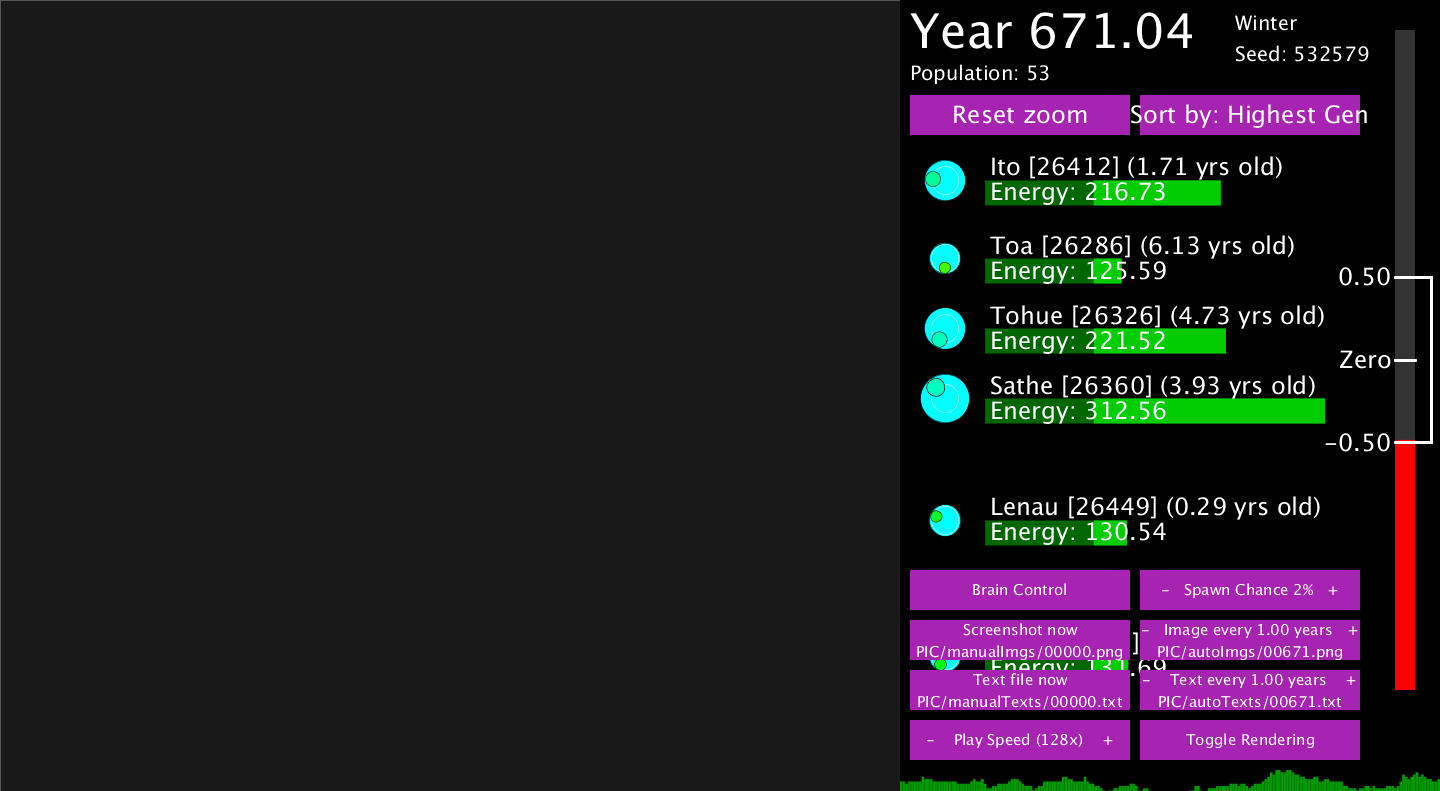 Year 671.04
Winter
Seed: 532579
Population: 53
Reset zoom
Sort by: Highest Gen
Ito [26412] (1.71 yrs old)
Energy: 216.73
Toa [26286] (6.13 yrs old)
Energy: 125.59
0.50
Tohue [26326] (4.73 yrs old)
Energy: 221.52
Zero
Sathe [26360] (3.93 yrs old)
Energy: 312.56
-0.50
Lenau [26449] (0.29 yrs old)
Energy: 130.54
Brain Control
- Spawn Chance 2% +
Screenshot now
PIC/manualImgs/00000.png
]
- Image every 1.00 years +
PIC/autoImgs/00671.png
Energy: 131.69
Text file now
PIC/manualTexts/00000.txt
- Text every 1.00 years +
PIC/autoTexts/00671.txt
- Play Speed (128x) +
Toggle Rendering